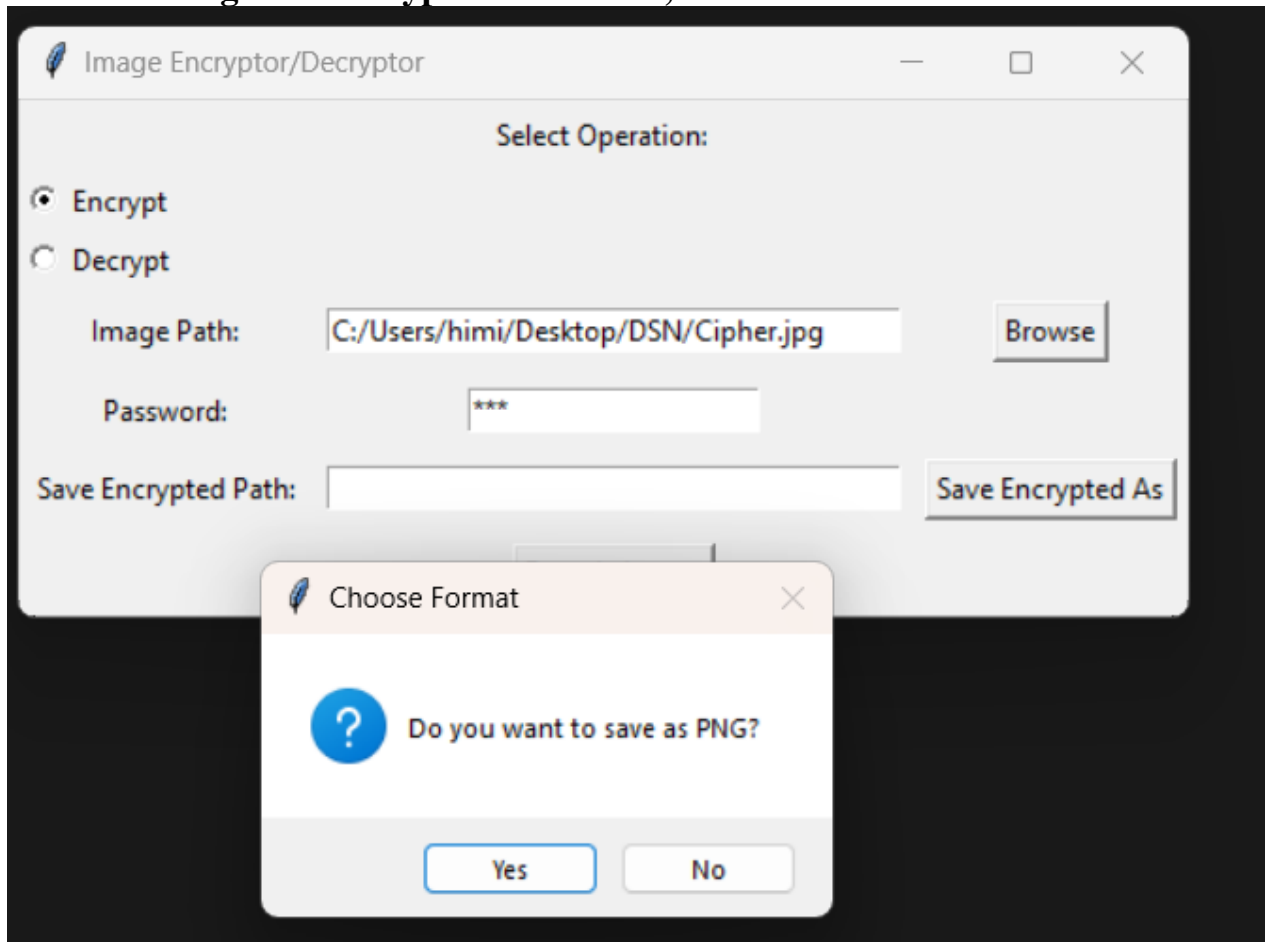 Image Encryptor/Decryptor
Select Operation:
Encrypt
Decrypt
Image Path: C:/Users/himi/Desktop/DSN/Cipher.jpg Browse
Password: ***
Save Encrypted Path: Save Encrypted As
Choose Format
Do you want to save as PNG?
Yes No